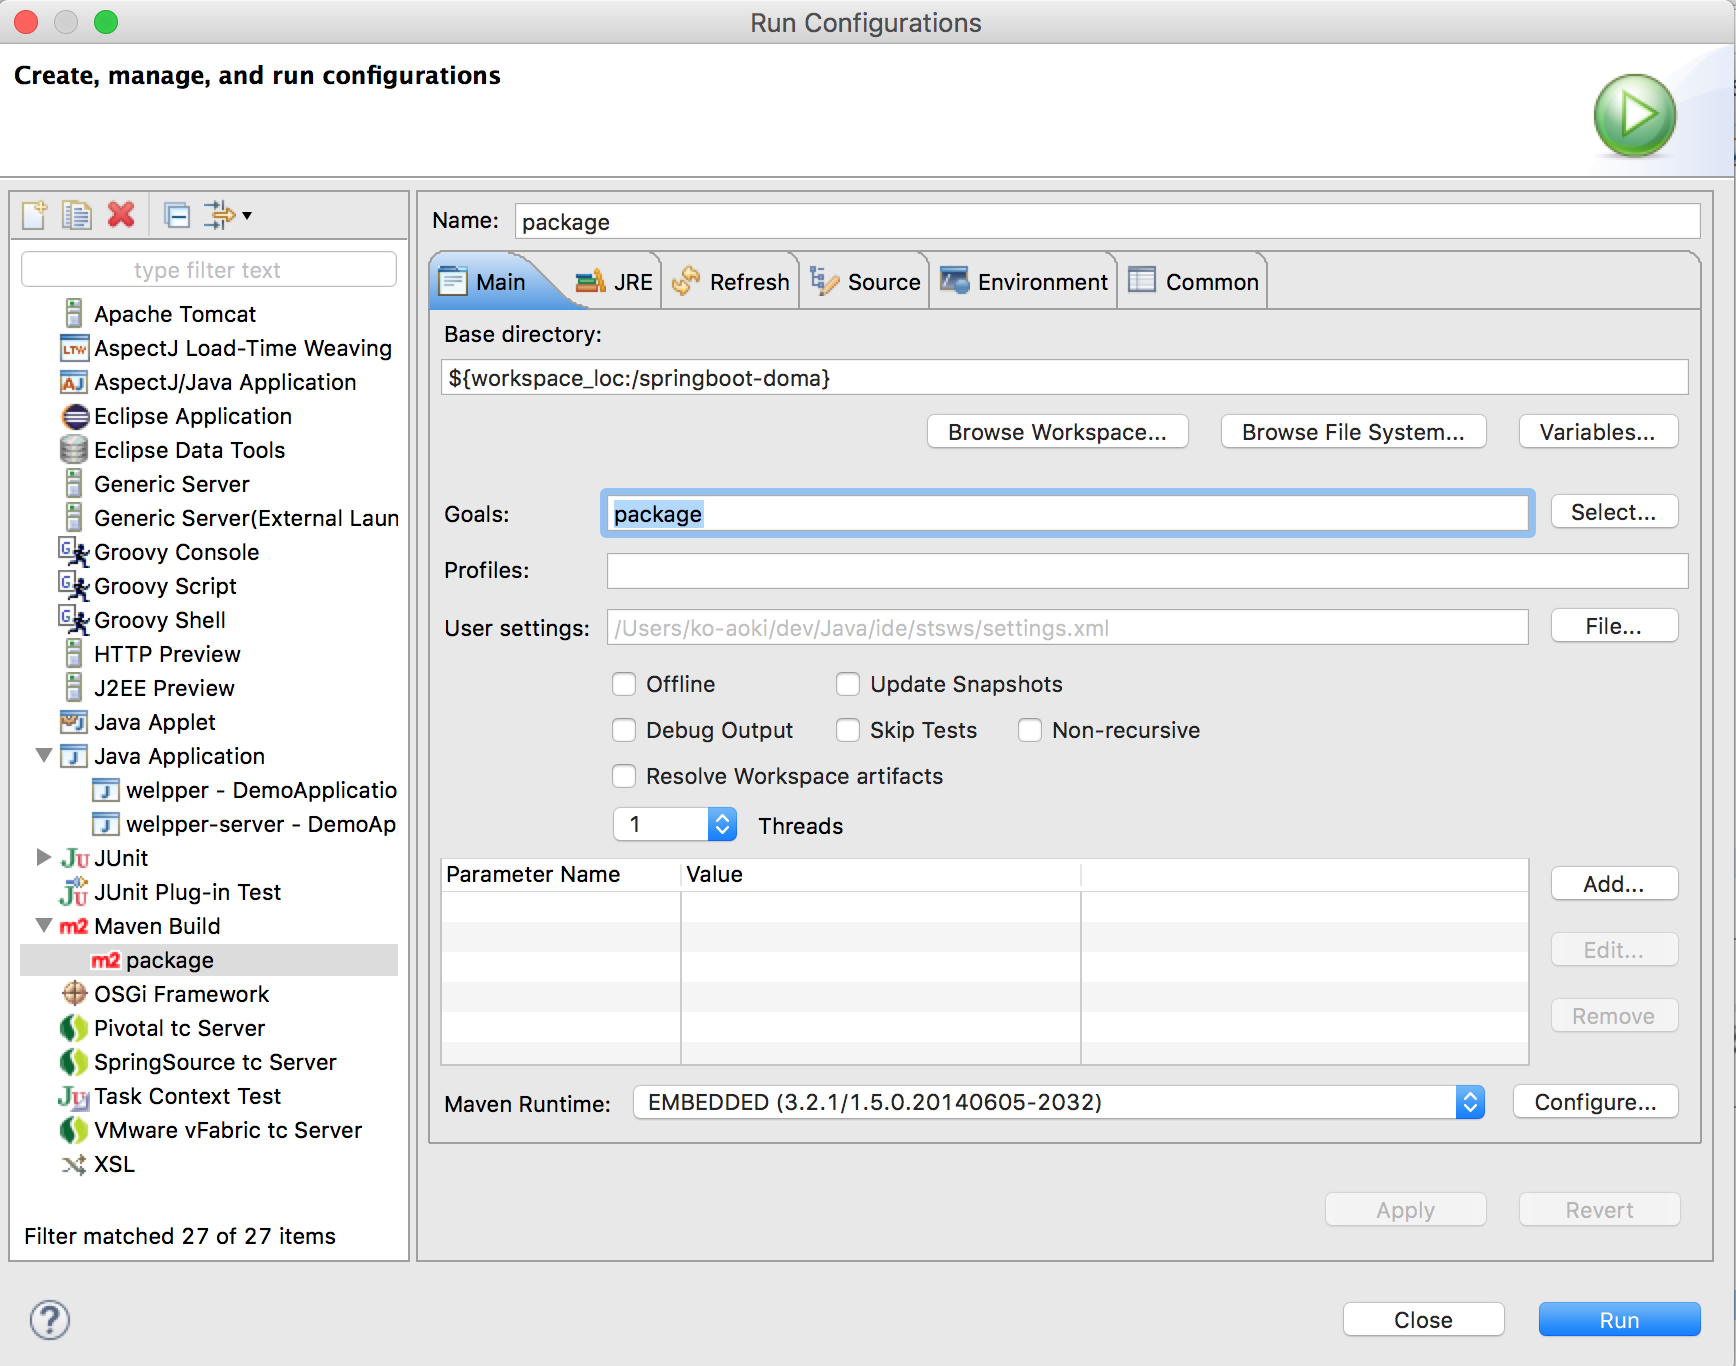 Run Configurations
Create, manage, and run configurations
type filter text
Apache Tomcat
LTW AspectJ Load-Time Weaving
AJ AspectJ/Java Application
Eclipse Application
Eclipse Data Tools
Generic Server
Generic Server(External Laun
G Groovy Console
G Groovy Script
G Groovy Shell
HTTP Preview
J2EE Preview
Java Applet
J Java Application
J welpper - DemoApplicatio
J welpper-server - DemoAp
Ju JUnit
Ju JUnit Plug-in Test
m2 Maven Build
m2 package
OSGi Framework
Pivotal tc Server
SpringSource tc Server
Ju Task Context Test
VMware vFabric tc Server
XSL
Filter matched 27 of 27 items
Name: package
Main JRE Refresh Source Environment Common
Base directory:
${workspace_loc:/springboot-doma}
Browse Workspace... Browse File System... Variables...
Goals: package Select...
Profiles:
User settings: /Users/ko-aoki/dev/Java/ide/stsws/settings.xml File...
Offline Update Snapshots
Debug Output Skip Tests Non-recursive
Resolve Workspace artifacts
1 Threads
Parameter Name Value
Add...
Edit...
Remove
Maven Runtime: EMBEDDED (3.2.1/1.5.0.20140605-2032) Configure...
Apply Revert
? Close Run